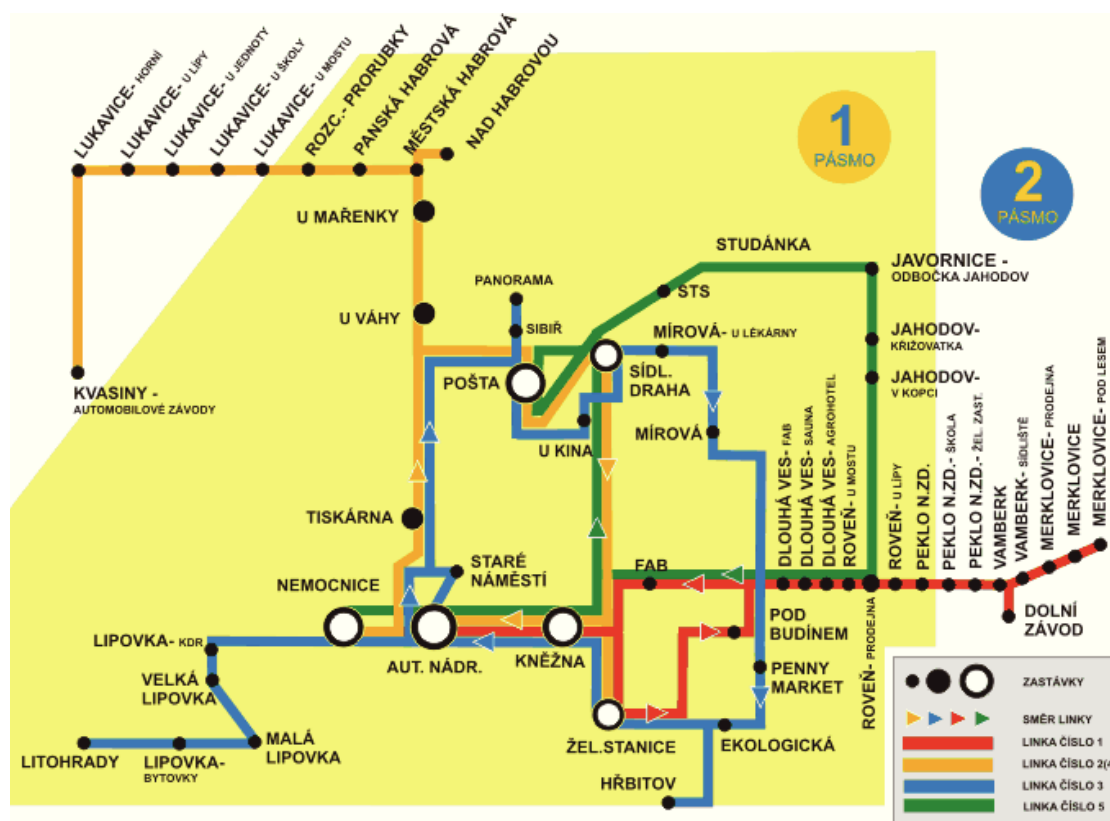 LUKAVICE- HORNÍ
LUKAVICE- U LÍPY
LUKAVICE- U JEDNOTY
LUKAVICE- U ŠKOLY
LUKAVICE- U MOSTU
ROZC.- PRORUBKY
PANSKÁ HABROVÁ
MĚSTSKÁ HABROVÁ
NAD HABROVOU
1
PÁSMO
2
PÁSMO
U MAŘENKY
STUDÁNKA
JAVORNICE -
ODBOČKA JAHODOV
PANORAMA
STS
U VÁHY
SIBIŘ
MÍROVÁ- U LÉKÁRNY
JAHODOV-
KŘIŽOVATKA
KVASINY -
AUTOMOBILOVÉ ZÁVODY
POŠTA
SÍDL.
DRAHA
JAHODOV-
V KOPCI
U KINA
MÍROVÁ
DLOUHÁ VES- FAB
DLOUHÁ VES- SAUNA
DLOUHÁ VES- AGROHOTEL
ROVEŇ- U MOSTU
ROVEŇ- U LÍPY
PEKLO N.ZD.
PEKLO N.ZD.- ŠKOLA
PEKLO N.ZD.- ŽEL. ZAST.
VAMBERK
VAMBERK- SÍDLIŠTĚ
MERKLOVICE- PRODEJNA
MERKLOVICE
MERKLOVICE- POD LESEM
TISKÁRNA
STARÉ
NÁMĚSTÍ
NEMOCNICE
FAB
POD
BUDÍNEM
DOLNÍ
ZÁVOD
LIPOVKA- KDR
AUT. NÁDR.
KNĚŽNA
ROVEŇ- PRODEJNA
VELKÁ
LIPOVKA
PENNY
MARKET
MALÁ
LIPOVKA
LITOHRADY
LIPOVKA-
BYTOVKY
ŽEL.STANICE
EKOLOGICKÁ
HŘBITOV
ZASTÁVKY
SMĚR LINKY
LINKA ČÍSLO 1
LINKA ČÍSLO 2(4
LINKA ČÍSLO 3
LINKA ČÍSLO 5